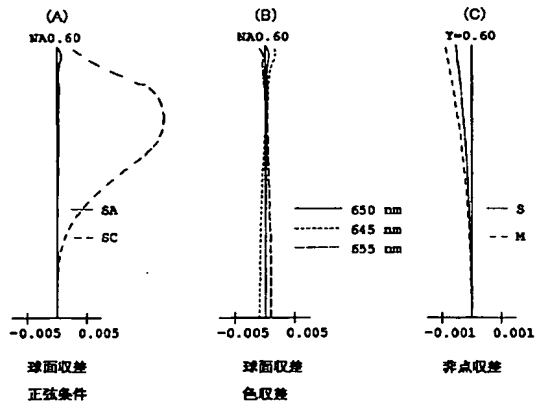 (A)
NA0.60
SA
SC
-0.005 0.005
球面収差
正弦条件
(B)
NA0.60
650 nm
645 nm
655 nm
-0.005 0.005
球面収差
色収差
(C)
Y=0.60
S
M
-0.001 0.001
非点収差